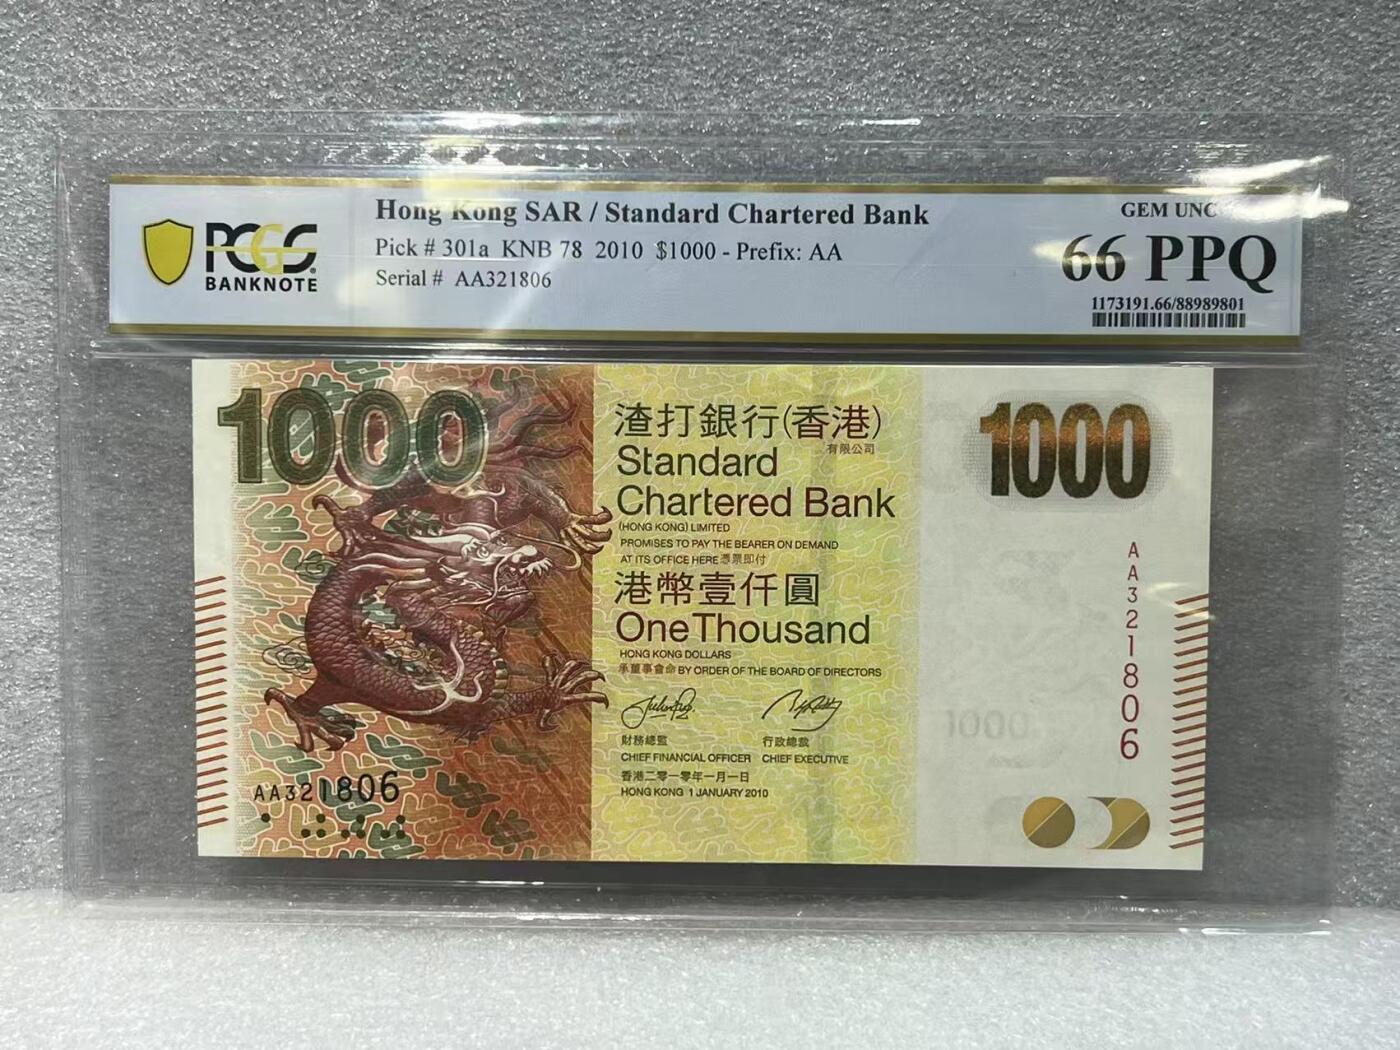 PCGS
BANKNOTE
Hong Kong SAR / Standard Chartered Bank
Pick # 301a KNB 78 2010 $1000 - Prefix: AA
Serial # AA321806
GEM UNC
66 PPQ
1173191.66/88989801
1000
渣打銀行(香港)
有限公司
Standard
Chartered Bank
(HONG KONG) LIMITED
PROMISES TO PAY THE BEARER ON DEMAND
AT ITS OFFICE HERE 憑票即付
港幣壹仟圓
One Thousand
HONG KONG DOLLARS
承董事會命 BY ORDER OF THE BOARD OF DIRECTORS
財務總監 行政總裁
CHIEF FINANCIAL OFFICER CHIEF EXECUTIVE
香港二零一零年一月一日
HONG KONG 1 JANUARY 2010
AA321806
1000
AA321806